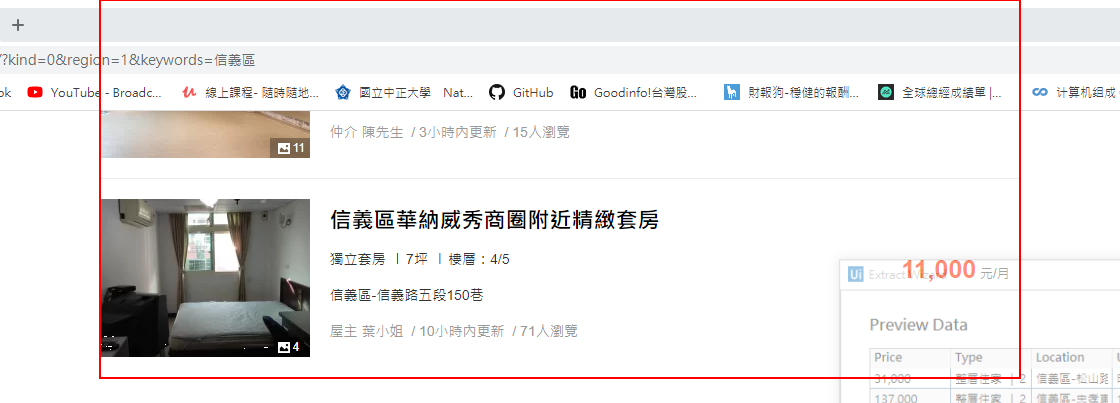 +
/?kind=0&region=1&keywords=信義區
ok YouTube - Broadc... 線上課程- 隨時隨地... 國立中正大學 Nat... GitHub GO Goodinfo!台灣股... 財報狗-穩健的報酬... 全球總經成績單 |... 计算机组成
仲介 陳先生 / 3小時內更新 / 15人瀏覽
11
信義區華納威秀商圈附近精緻套房
獨立套房 | 7坪 | 樓層：4/5
信義區-信義路五段150巷
屋主 葉小姐 / 10小時內更新 / 71人瀏覽
4
11,000 元/月
Ui Extract Wizard
Preview Data
Price Type Location
31,000 整層住家 | 2 信義區-松山路
137,000 整層住家 | 2 信義區-忠孝東